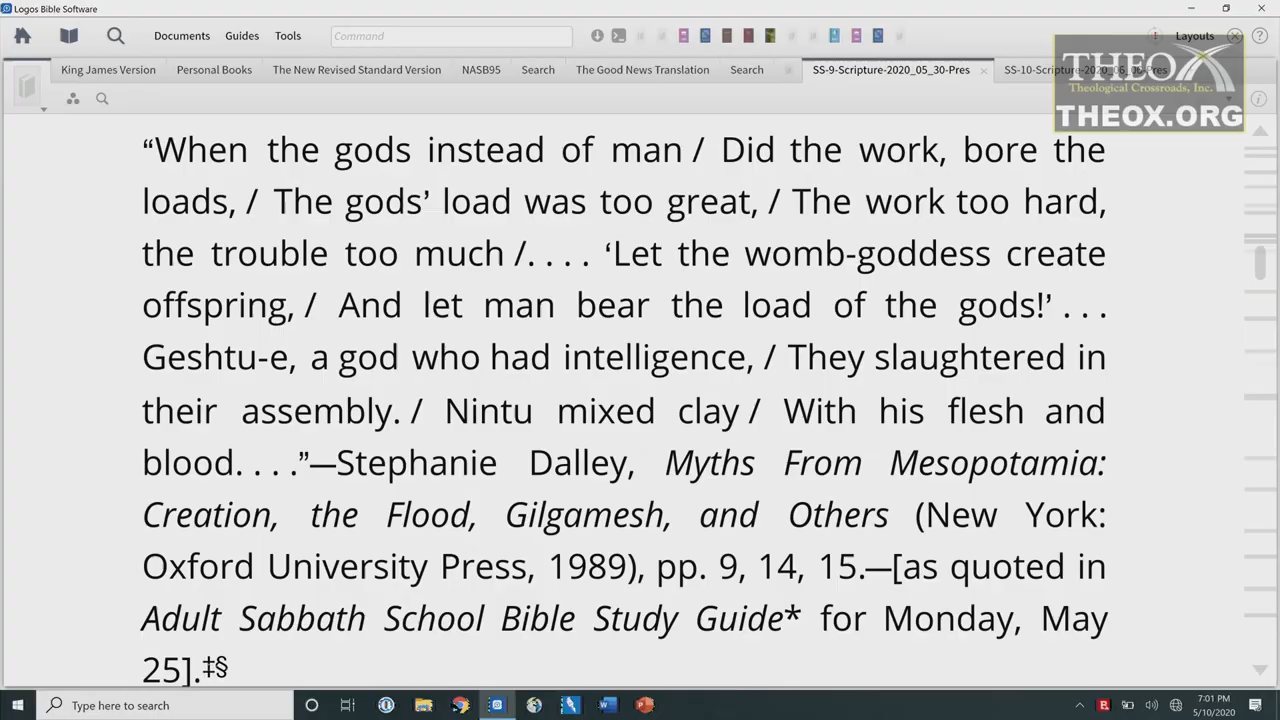 Logos Bible Software
Documents Guides Tools Command Layouts
King James Version Personal Books The New Revised NASB95 Search The Good News Translation Search SS-9-Scripture-2020_05_30-Pres SS-10-Scripture-2020_06_06-Pres
THEOX
Theological Crossroads, Inc.
THEOX.ORG
“When the gods instead of man / Did the work, bore the
loads, / The gods’ load was too great, / The work too hard,
the trouble too much /. . . . ‘Let the womb-goddess create
offspring, / And let man bear the load of the gods!’ . . .
Geshtu-e, a god who had intelligence, / They slaughtered in
their assembly. / Nintu mixed clay / With his flesh and
blood. . . .”—Stephanie Dalley, Myths From Mesopotamia:
Creation, the Flood, Gilgamesh, and Others (New York:
Oxford University Press, 1989), pp. 9, 14, 15.—[as quoted in
Adult Sabbath School Bible Study Guide* for Monday, May
25].‡§
Type here to search
7:01 PM
5/10/2020